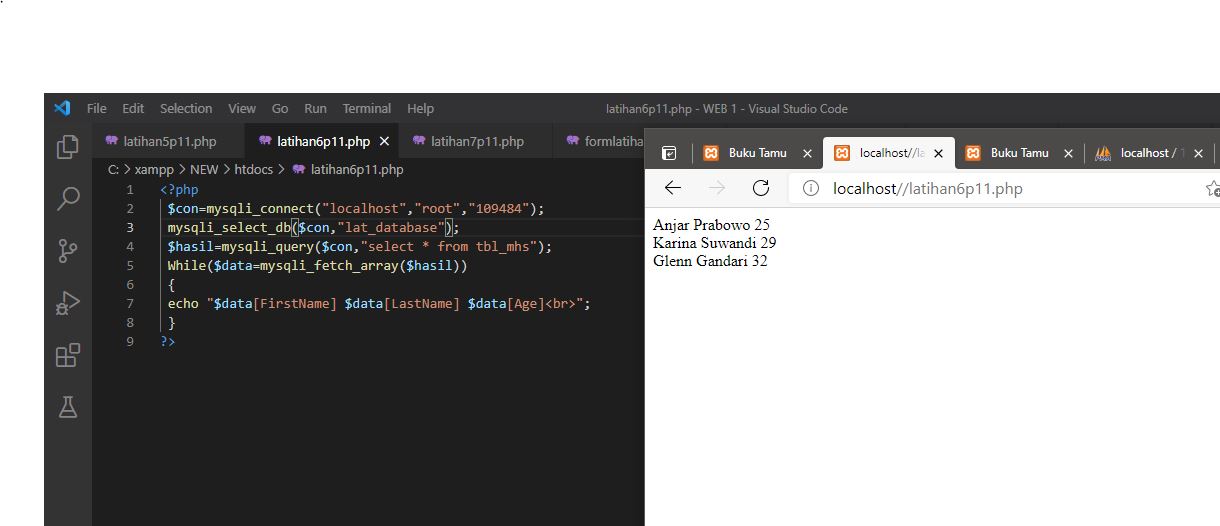 File Edit Selection View Go Run Terminal Help latihan6p11.php - WEB 1 - Visual Studio Code
latihan5p11.php latihan6p11.php latihan7p11.php formlatiha
C: > xampp > NEW > htdocs > latihan6p11.php
1 <?php
2 $con=mysqli_connect("localhost","root","109484");
3 mysqli_select_db($con,"lat_database");
4 $hasil=mysqli_query($con,"select * from tbl_mhs");
5 While($data=mysqli_fetch_array($hasil))
6 {
7 echo "$data[FirstName] $data[LastName] $data[Age]<br>";
8 }
9 ?>
Buku Tamu localhost//la Buku Tamu localhost /
localhost//latihan6p11.php
Anjar Prabowo 25
Karina Suwandi 29
Glenn Gandari 32